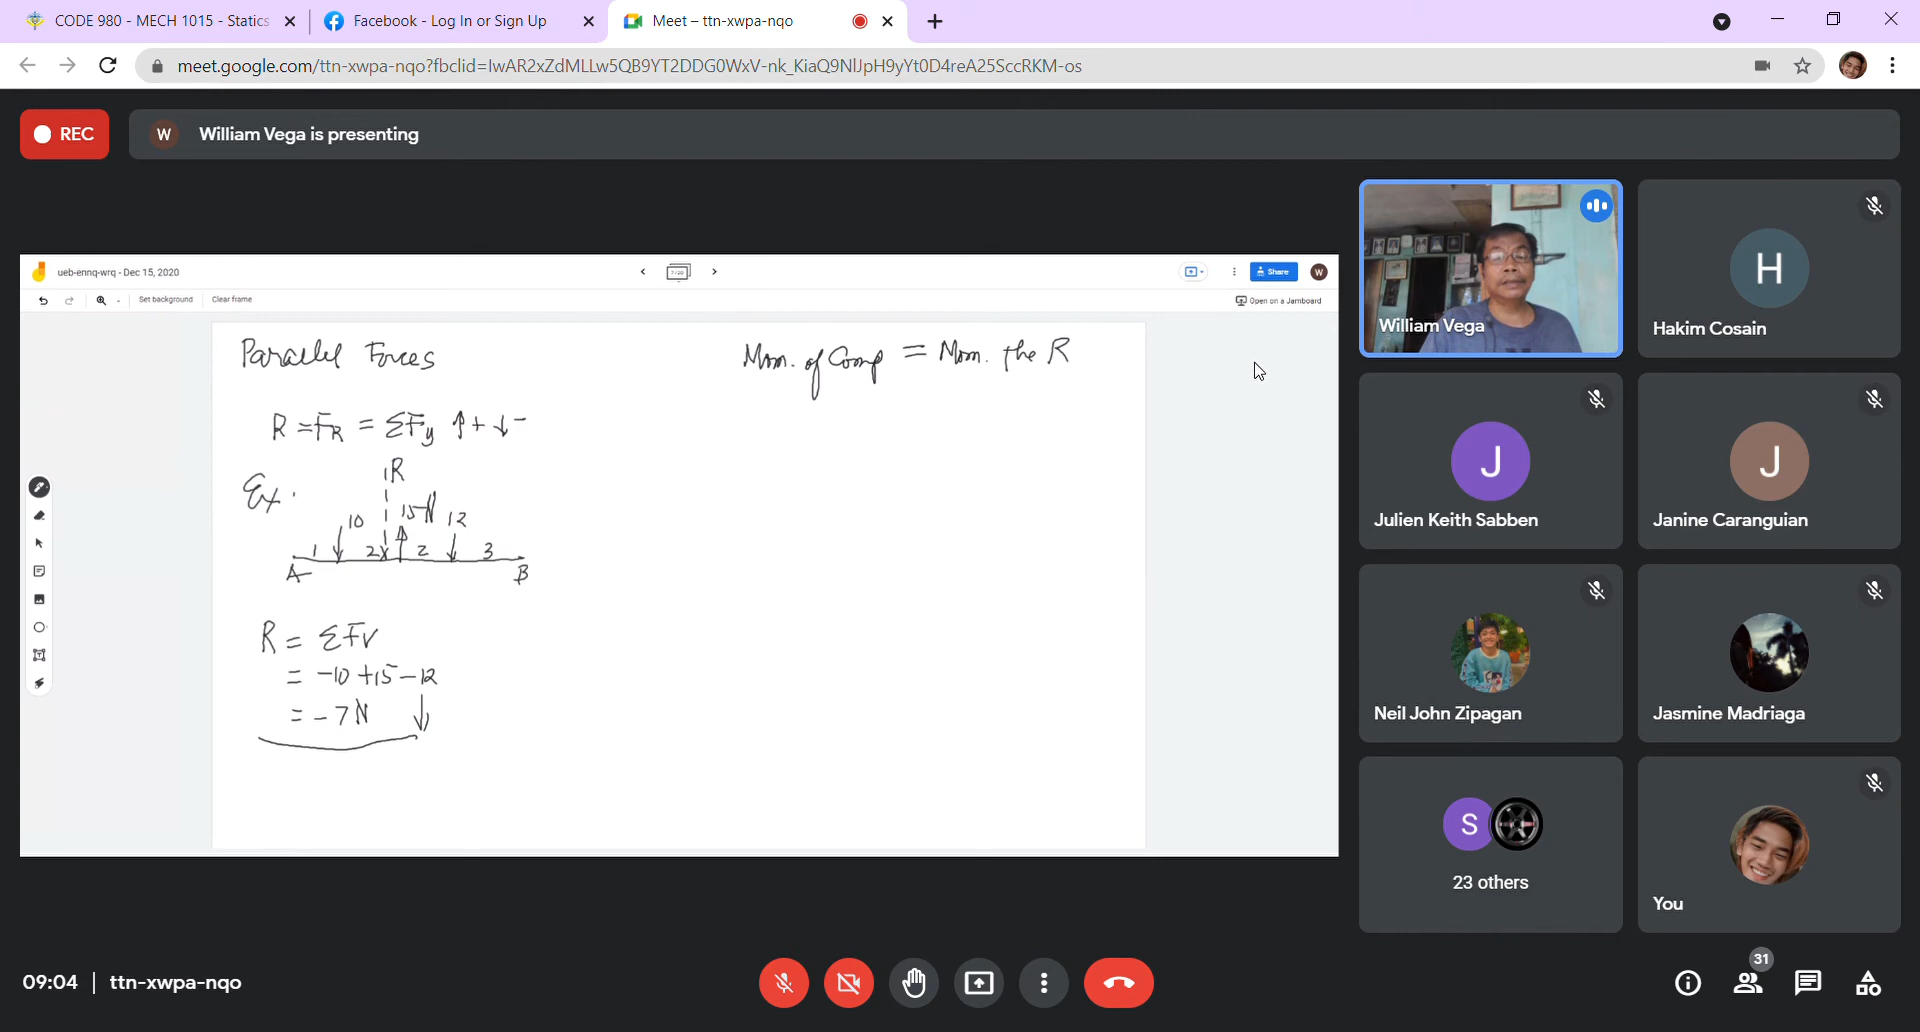 CODE 980 - MECH 1015 - Statics
Facebook - Log In or Sign Up
Meet – ttn-xwpa-nqo
meet.google.com/ttn-xwpa-nqo?fbclid=IwAR2xZdMLLw5QB9YT2DDG0WxV-nk_KiaQ9NlJpH9yYt0D4reA25SccRKM-os
REC
W
William Vega is presenting
ueb-ennq-wrq - Dec 15, 2020
7/20
Share
W
Set background
Clear frame
Open on a Jamboard
Parallel Forces
Mom. of Comp = Mom. the R
R = FR = ΣFy ↑+ ↓-
Ex.
R
10 15N 12
1 2 x 2 3
A B
R = ΣFV
= -10 +15 -12
= -7N ↓
William Vega
H
Hakim Cosain
J
Julien Keith Sabben
J
Janine Caranguian
Neil John Zipagan
Jasmine Madriaga
S
23 others
You
09:04 | ttn-xwpa-nqo
31